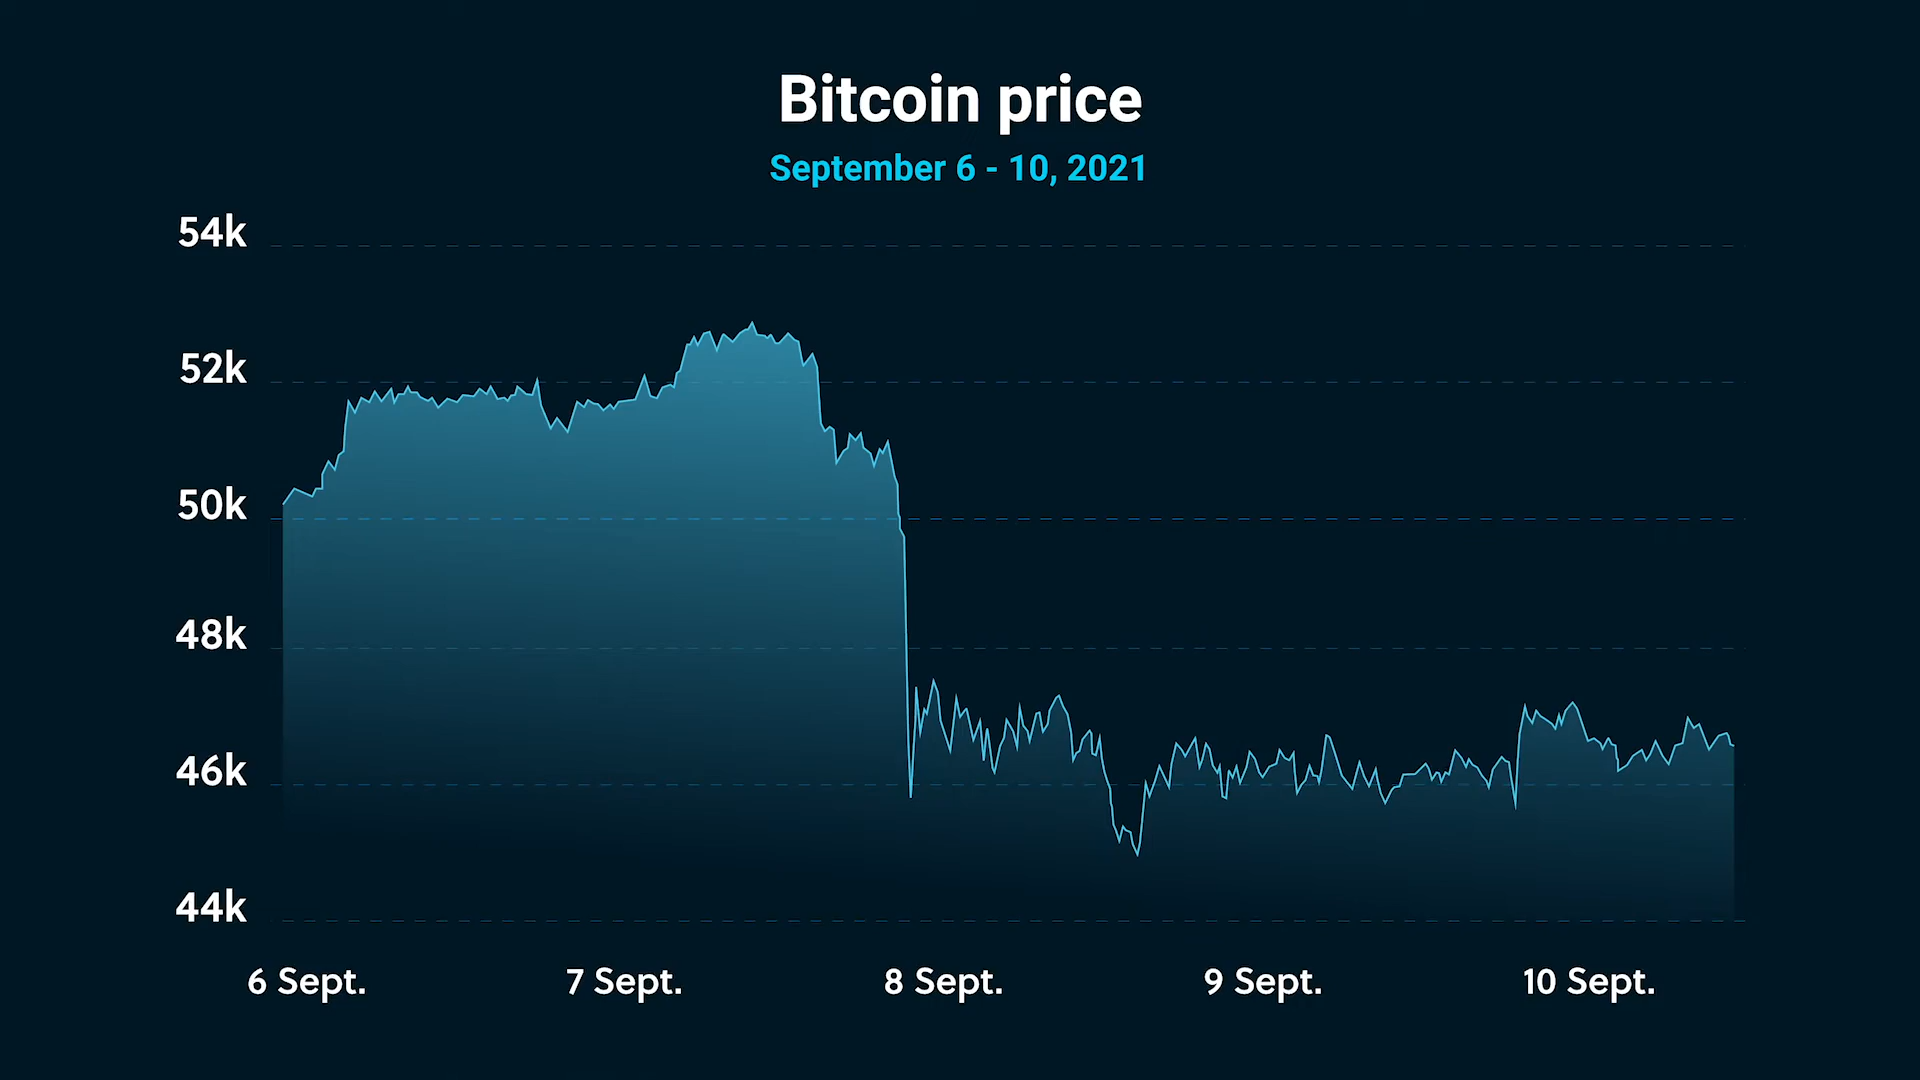 Bitcoin price
September 6 - 10, 2021
54k
52k
50k
48k
46k
44k
6 Sept.
7 Sept.
8 Sept.
9 Sept.
10 Sept.